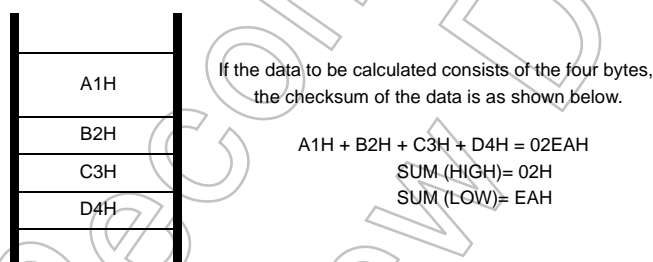 A1H
B2H
C3H
D4H
If the data to be calculated consists of the four bytes,
the checksum of the data is as shown below.
A1H + B2H + C3H + D4H = 02EAH
SUM (HIGH)= 02H
SUM (LOW)= EAH